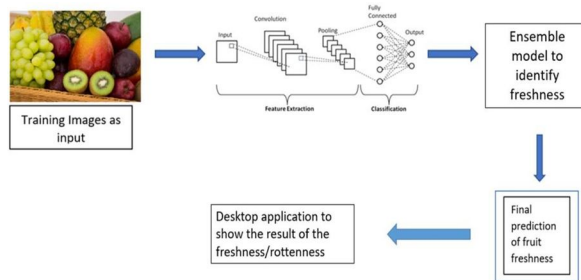 Training Images as
input
Input
Convolution
Pooling
Fully
Connected
Output
Feature Extraction
Classification
Ensemble
model to
identify
freshness
Final
prediction
of fruit
freshness
Desktop application to
show the result of the
freshness/rottenness